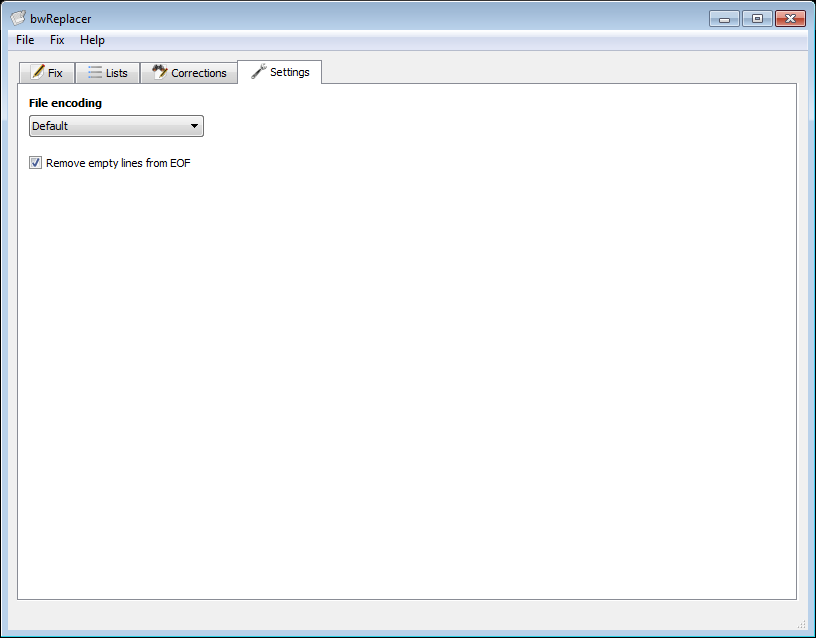 bwReplacer
File Fix Help
Fix Lists Corrections Settings
File encoding
Default
Remove empty lines from EOF